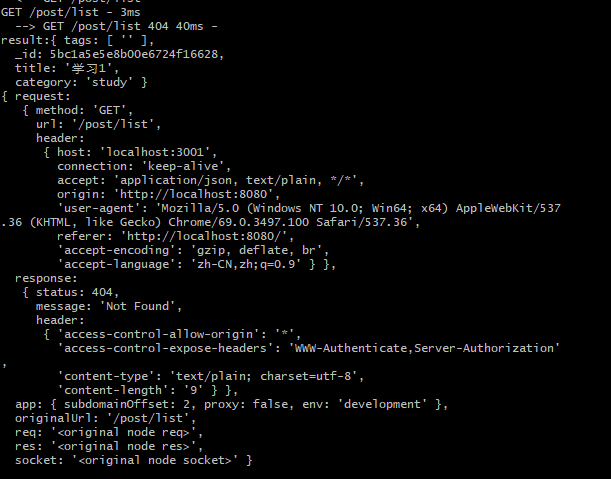 GET /post/list - 3ms
--> GET /post/list 404 40ms -
result:{ tags: [ '' ],
_id: 5bc1a5e5e8b00e6724f16628,
title: '学习1',
category: 'study' }
{ request:
{ method: 'GET',
url: '/post/list',
header:
{ host: 'localhost:3001',
connection: 'keep-alive',
accept: 'application/json, text/plain, */*',
origin: 'http://localhost:8080',
'user-agent': 'Mozilla/5.0 (Windows NT 10.0; Win64; x64) AppleWebKit/537
.36 (KHTML, like Gecko) Chrome/69.0.3497.100 Safari/537.36',
referer: 'http://localhost:8080/',
'accept-encoding': 'gzip, deflate, br',
'accept-language': 'zh-CN,zh;q=0.9' } },
response:
{ status: 404,
message: 'Not Found',
header:
{ 'access-control-allow-origin': '*',
'access-control-expose-headers': 'WWW-Authenticate,Server-Authorization'
,
'content-type': 'text/plain; charset=utf-8',
'content-length': '9' } },
app: { subdomainOffset: 2, proxy: false, env: 'development' },
originalUrl: '/post/list',
req: '<original node req>',
res: '<original node res>',
socket: '<original node socket>' }